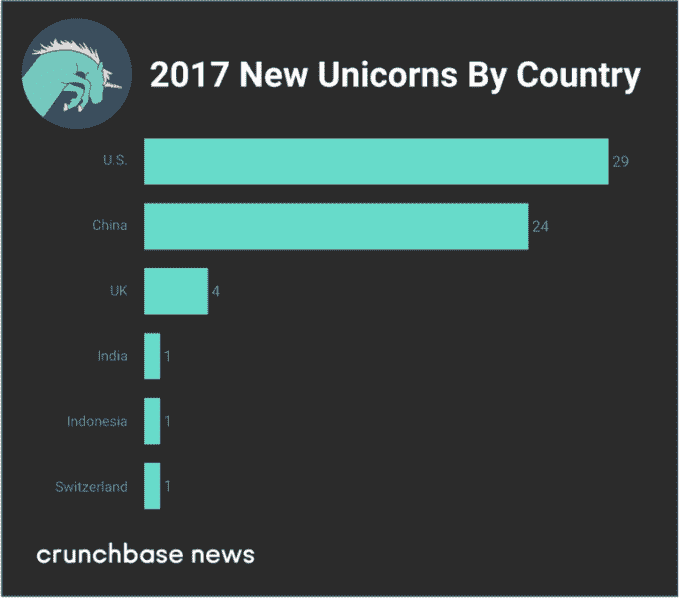 2017 New Unicorns By Country
U.S. 29
China 24
UK 4
India 1
Indonesia 1
Switzerland 1
crunchbase news